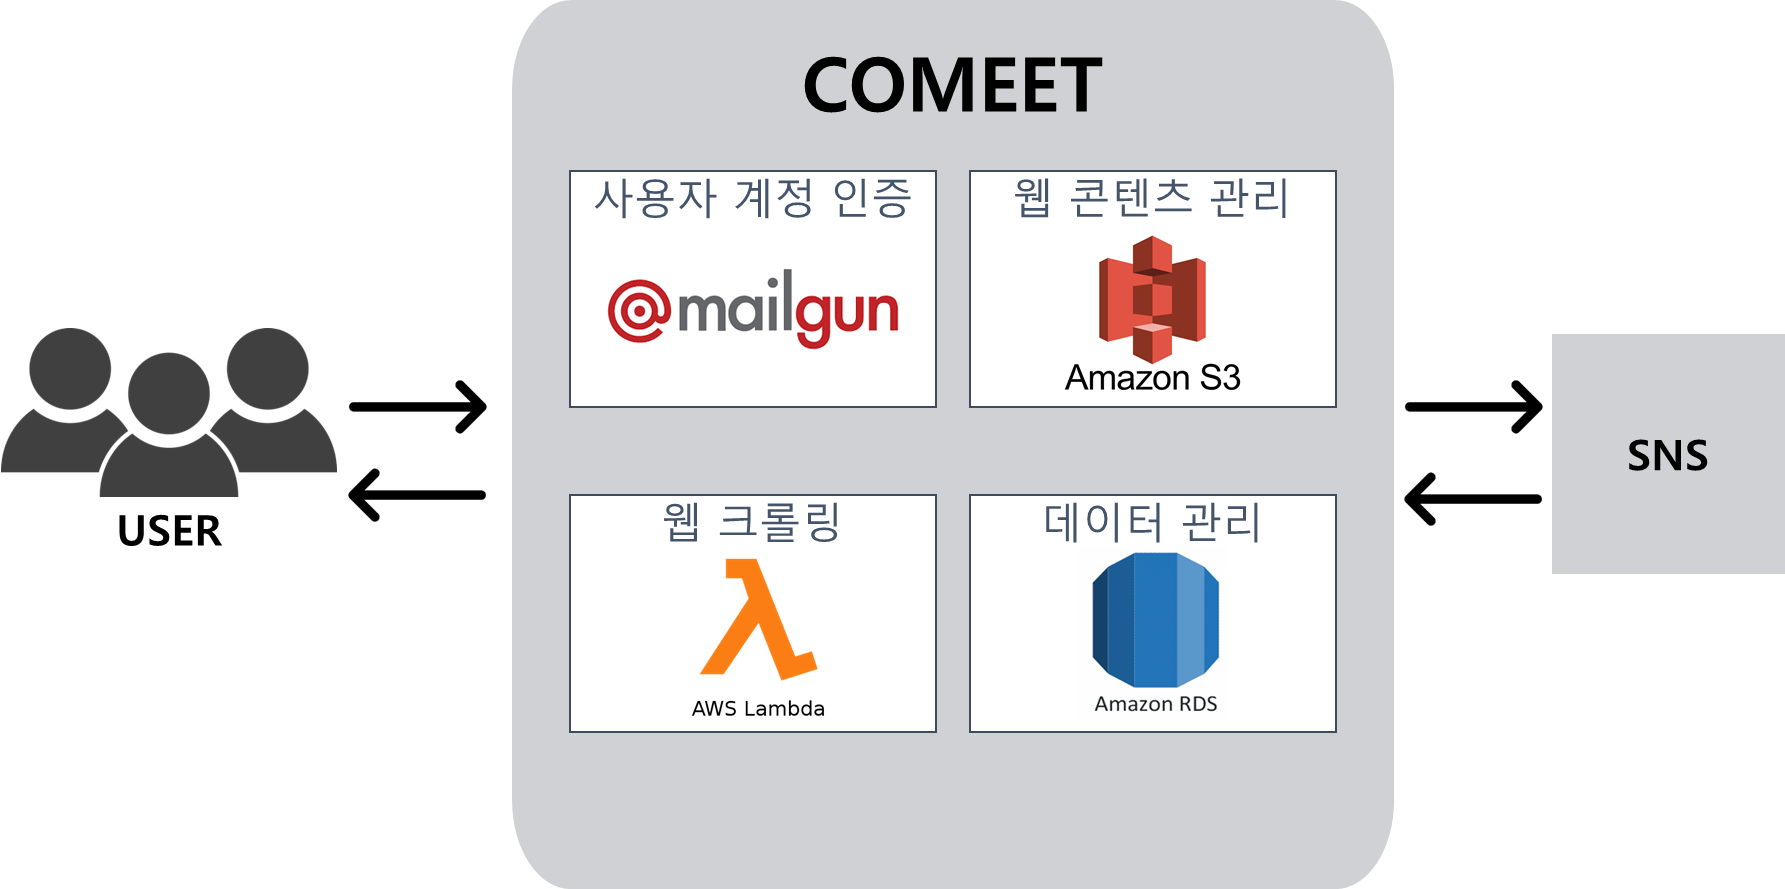 COMEET
사용자 계정 인증
@mailgun
웹 콘텐츠 관리
Amazon S3
USER
웹 크롤링
AWS Lambda
데이터 관리
Amazon RDS
SNS